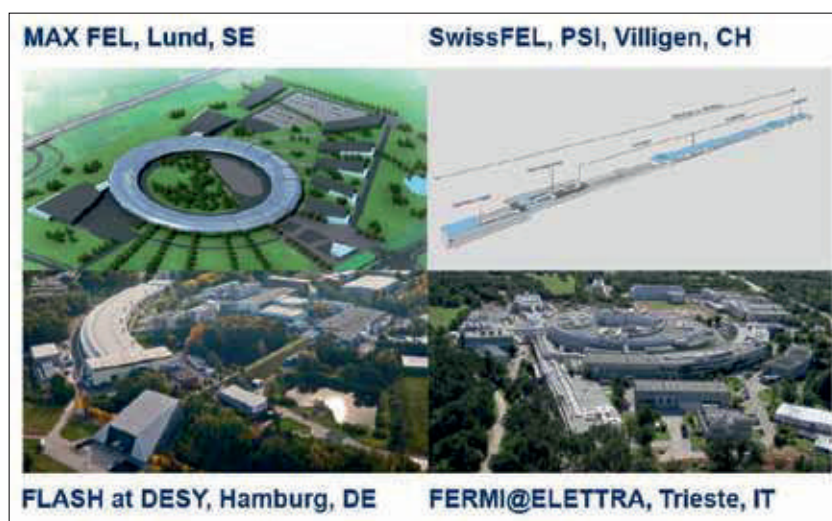 MAX FEL, Lund, SE
SwissFEL, PSI, Villigen, CH
FLASH at DESY, Hamburg, DE
FERMI@ELETTRA, Trieste, IT